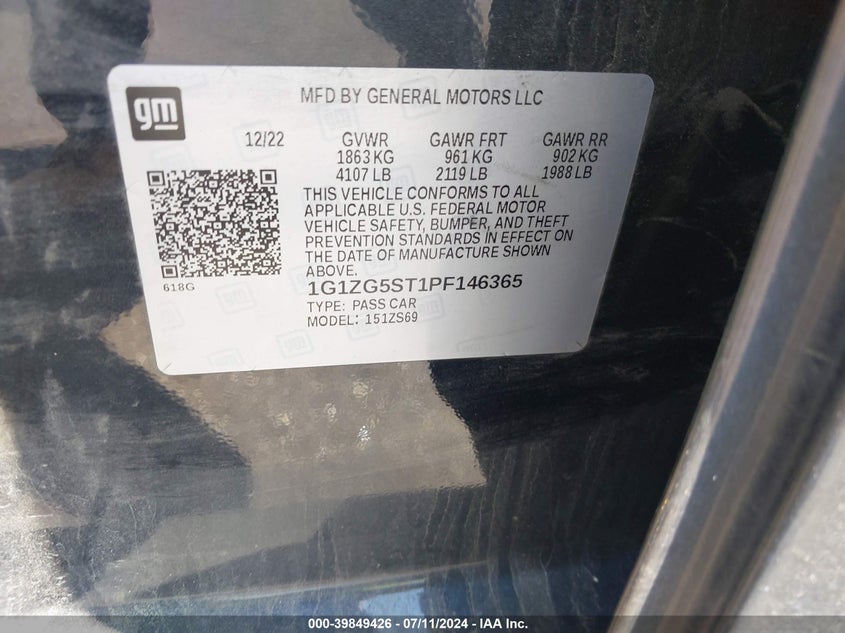 gm
MFD BY GENERAL MOTORS LLC
12/22 GVWR GAWR FRT GAWR RR
1863 KG 961 KG 902 KG
4107 LB 2119 LB 1988 LB
THIS VEHICLE CONFORMS TO ALL
APPLICABLE U.S. FEDERAL MOTOR
VEHICLE SAFETY, BUMPER, AND THEFT
PREVENTION STANDARDS IN EFFECT ON
THE DATE OF MANUFACTURE SHOWN
ABOVE.
618G
1G1ZG5ST1PF146365
TYPE: PASS CAR
MODEL: 151ZS69
000-39849426 - 07/11/2024 - IAA Inc.